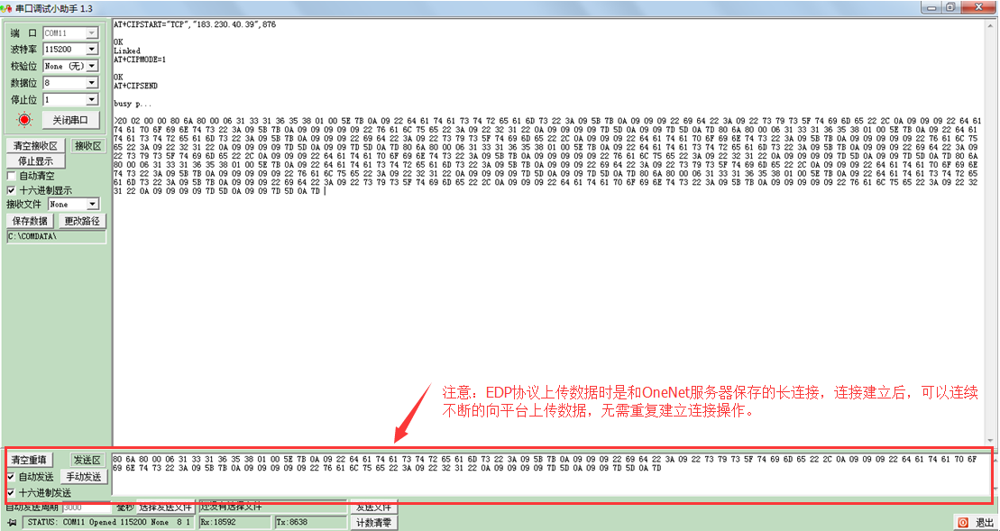 串口调试小助手 1.3
端 口 COM11
波特率 115200
校验位 None (无)
数据位 8
停止位 1
关闭串口
清空接收区 接收区
停止显示
自动清空
十六进制显示
接收文件 None
保存数据 更改路径
C:\COMDATA\
AT+CIPSTART="TCP","183.230.40.39",876
OK
Linked
AT+CIPMODE=1
OK
AT+CIPSEND
busy p...
>20 02 00 00 80 6A 80 00 06 31 33 31 36 35 38 01 00 5E 7B 0A 09 22 64 61 74 61 73 74 72 65 61 6D 73 22 3A 09 5B 7B 0A 09 09 09 22 69 64 22 3A 09 22 73 79 73 5F 74 69 6D 65 22 2C 0A 09 09 09 22 64 61
74 61 70 6F 69 6E 74 73 22 3A 09 5B 7B 0A 09 09 09 09 22 76 61 6C 75 65 22 3A 09 22 32 31 22 0A 09 09 09 09 7D 5D 0A 09 09 7D 5D 0A 7D 80 6A 80 00 06 31 33 31 36 35 38 01 00 5E 7B 0A 09 22 64 61
74 61 73 74 72 65 61 6D 73 22 3A 09 5B 7B 0A 09 09 09 22 69 64 22 3A 09 22 73 79 73 5F 74 69 6D 65 22 2C 0A 09 09 09 22 64 61 74 61 70 6F 69 6E 74 73 22 3A 09 5B 7B 0A 09 09 09 09 22 76 61 6C 75
65 22 3A 09 22 32 31 22 0A 09 09 09 09 7D 5D 0A 09 09 7D 5D 0A 7D 80 6A 80 00 06 31 33 31 36 35 38 01 00 5E 7B 0A 09 22 64 61 74 61 73 74 72 65 61 6D 73 22 3A 09 5B 7B 0A 09 09 09 22 69 64 22 3A 09
22 73 79 73 5F 74 69 6D 65 22 2C 0A 09 09 09 22 64 61 74 61 70 6F 69 6E 74 73 22 3A 09 5B 7B 0A 09 09 09 09 22 76 61 6C 75 65 22 3A 09 22 32 31 22 0A 09 09 09 09 7D 5D 0A 09 09 7D 5D 0A 7D 80 6A
80 00 06 31 33 31 36 35 38 01 00 5E 7B 0A 09 22 64 61 74 61 73 74 72 65 61 6D 73 22 3A 09 5B 7B 0A 09 09 09 22 69 64 22 3A 09 22 73 79 73 5F 74 69 6D 65 22 2C 0A 09 09 09 22 64 61 74 61 70 6F 69 6E
74 73 22 3A 09 5B 7B 0A 09 09 09 09 22 76 61 6C 75 65 22 3A 09 22 32 31 22 0A 09 09 09 09 7D 5D 0A 09 09 7D 5D 0A 7D 80 6A 80 00 06 31 33 31 36 35 38 01 00 5E 7B 0A 09 22 64 61 74 61 73 74 72 65
61 6D 73 22 3A 09 5B 7B 0A 09 09 09 22 69 64 22 3A 09 22 73 79 73 5F 74 69 6D 65 22 2C 0A 09 09 09 22 64 61 74 61 70 6F 69 6E 74 73 22 3A 09 5B 7B 0A 09 09 09 09 22 76 61 6C 75 65 22 3A 09 22 32
31 22 0A 09 09 09 09 7D 5D 0A 09 09 7D 5D 0A 7D
注意：EDP协议上传数据时是和OneNet服务器保存的长连接，连接建立后，可以连续
不断的向平台上传数据，无需重复建立连接操作。
清空重填 发送区
自动发送 手动发送
十六进制发送
80 6A 80 00 06 31 33 31 36 35 38 01 00 5E 7B 0A 09 22 64 61 74 61 73 74 72 65 61 6D 73 22 3A 09 5B 7B 0A 09 09 09 22 69 64 22 3A 09 22 73 79 73 5F 74 69 6D 65 22 2C 0A 09 09 09 22 64 61 74 61 70 6F
69 6E 74 73 22 3A 09 5B 7B 0A 09 09 09 09 22 76 61 6C 75 65 22 3A 09 22 32 31 22 0A 09 09 09 09 7D 5D 0A 09 09 7D 5D 0A 7D
自动发送周期 3000 毫秒 选择发送文件 还没有选择文件 发送文件
STATUS: COM11 Opened 115200 None 8 1 Rx:18592 Tx:8638 计数清零 退出